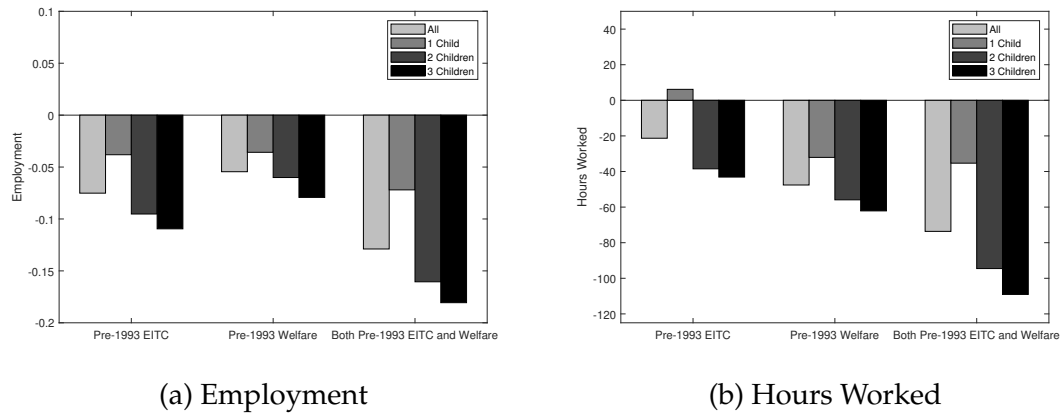 0.1
0.05
0
-0.05
-0.1
-0.15
-0.2
Employment
All
1 Child
2 Children
3 Children
Pre-1993 EITC
Pre-1993 Welfare
Both Pre-1993 EITC and Welfare
(a) Employment
40
20
0
-20
-40
-60
-80
-100
-120
Hours Worked
All
1 Child
2 Children
3 Children
Pre-1993 EITC
Pre-1993 Welfare
Both Pre-1993 EITC and Welfare
(b) Hours Worked